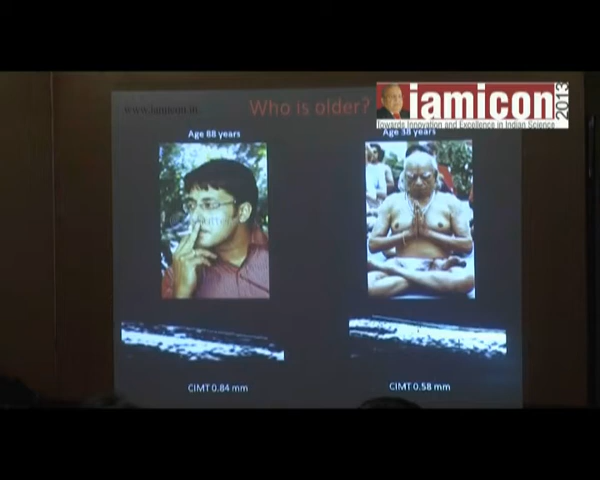 www.iamicon.in
Who is older?
iamicon 2013
Towards Innovation and Excellence in Indian Science
Age 88 years
Age 38 years
CIMT 0.84 mm
CIMT 0.58 mm